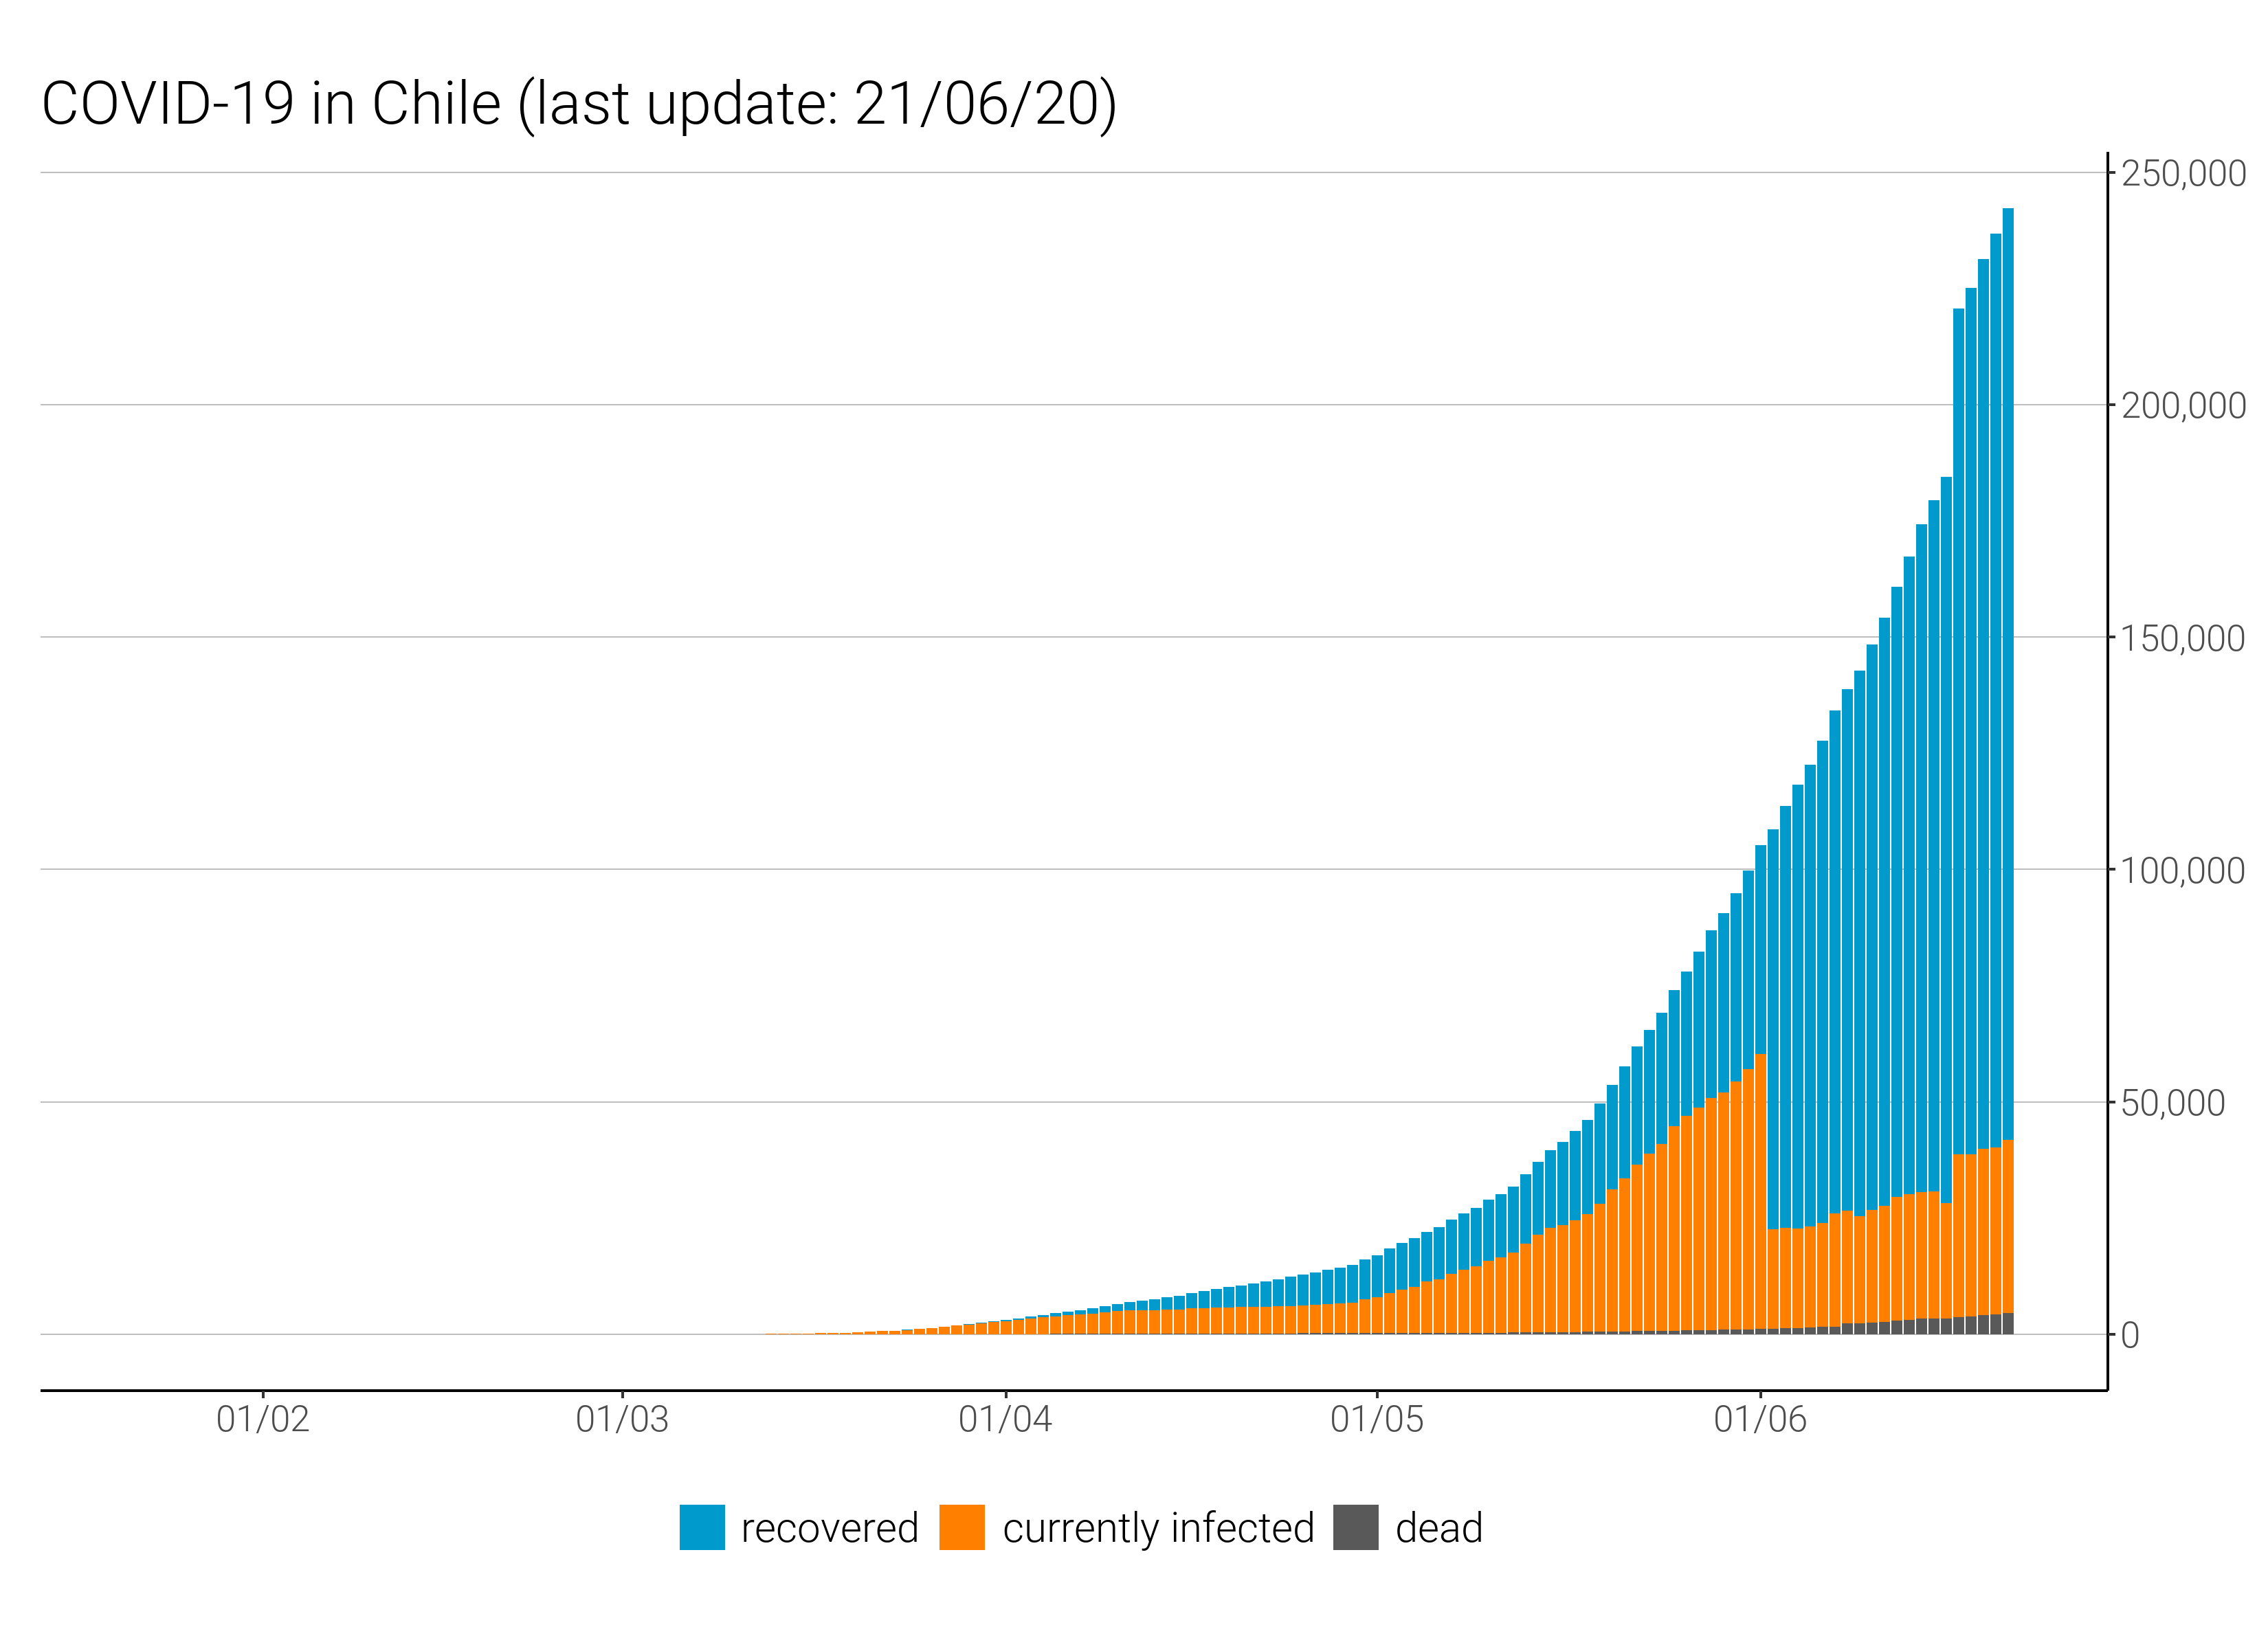 COVID-19 in Chile (last update: 21/06/20)
250,000
200,000
150,000
100,000
50,000
0
01/02 01/03 01/04 01/05 01/06
recovered currently infected dead